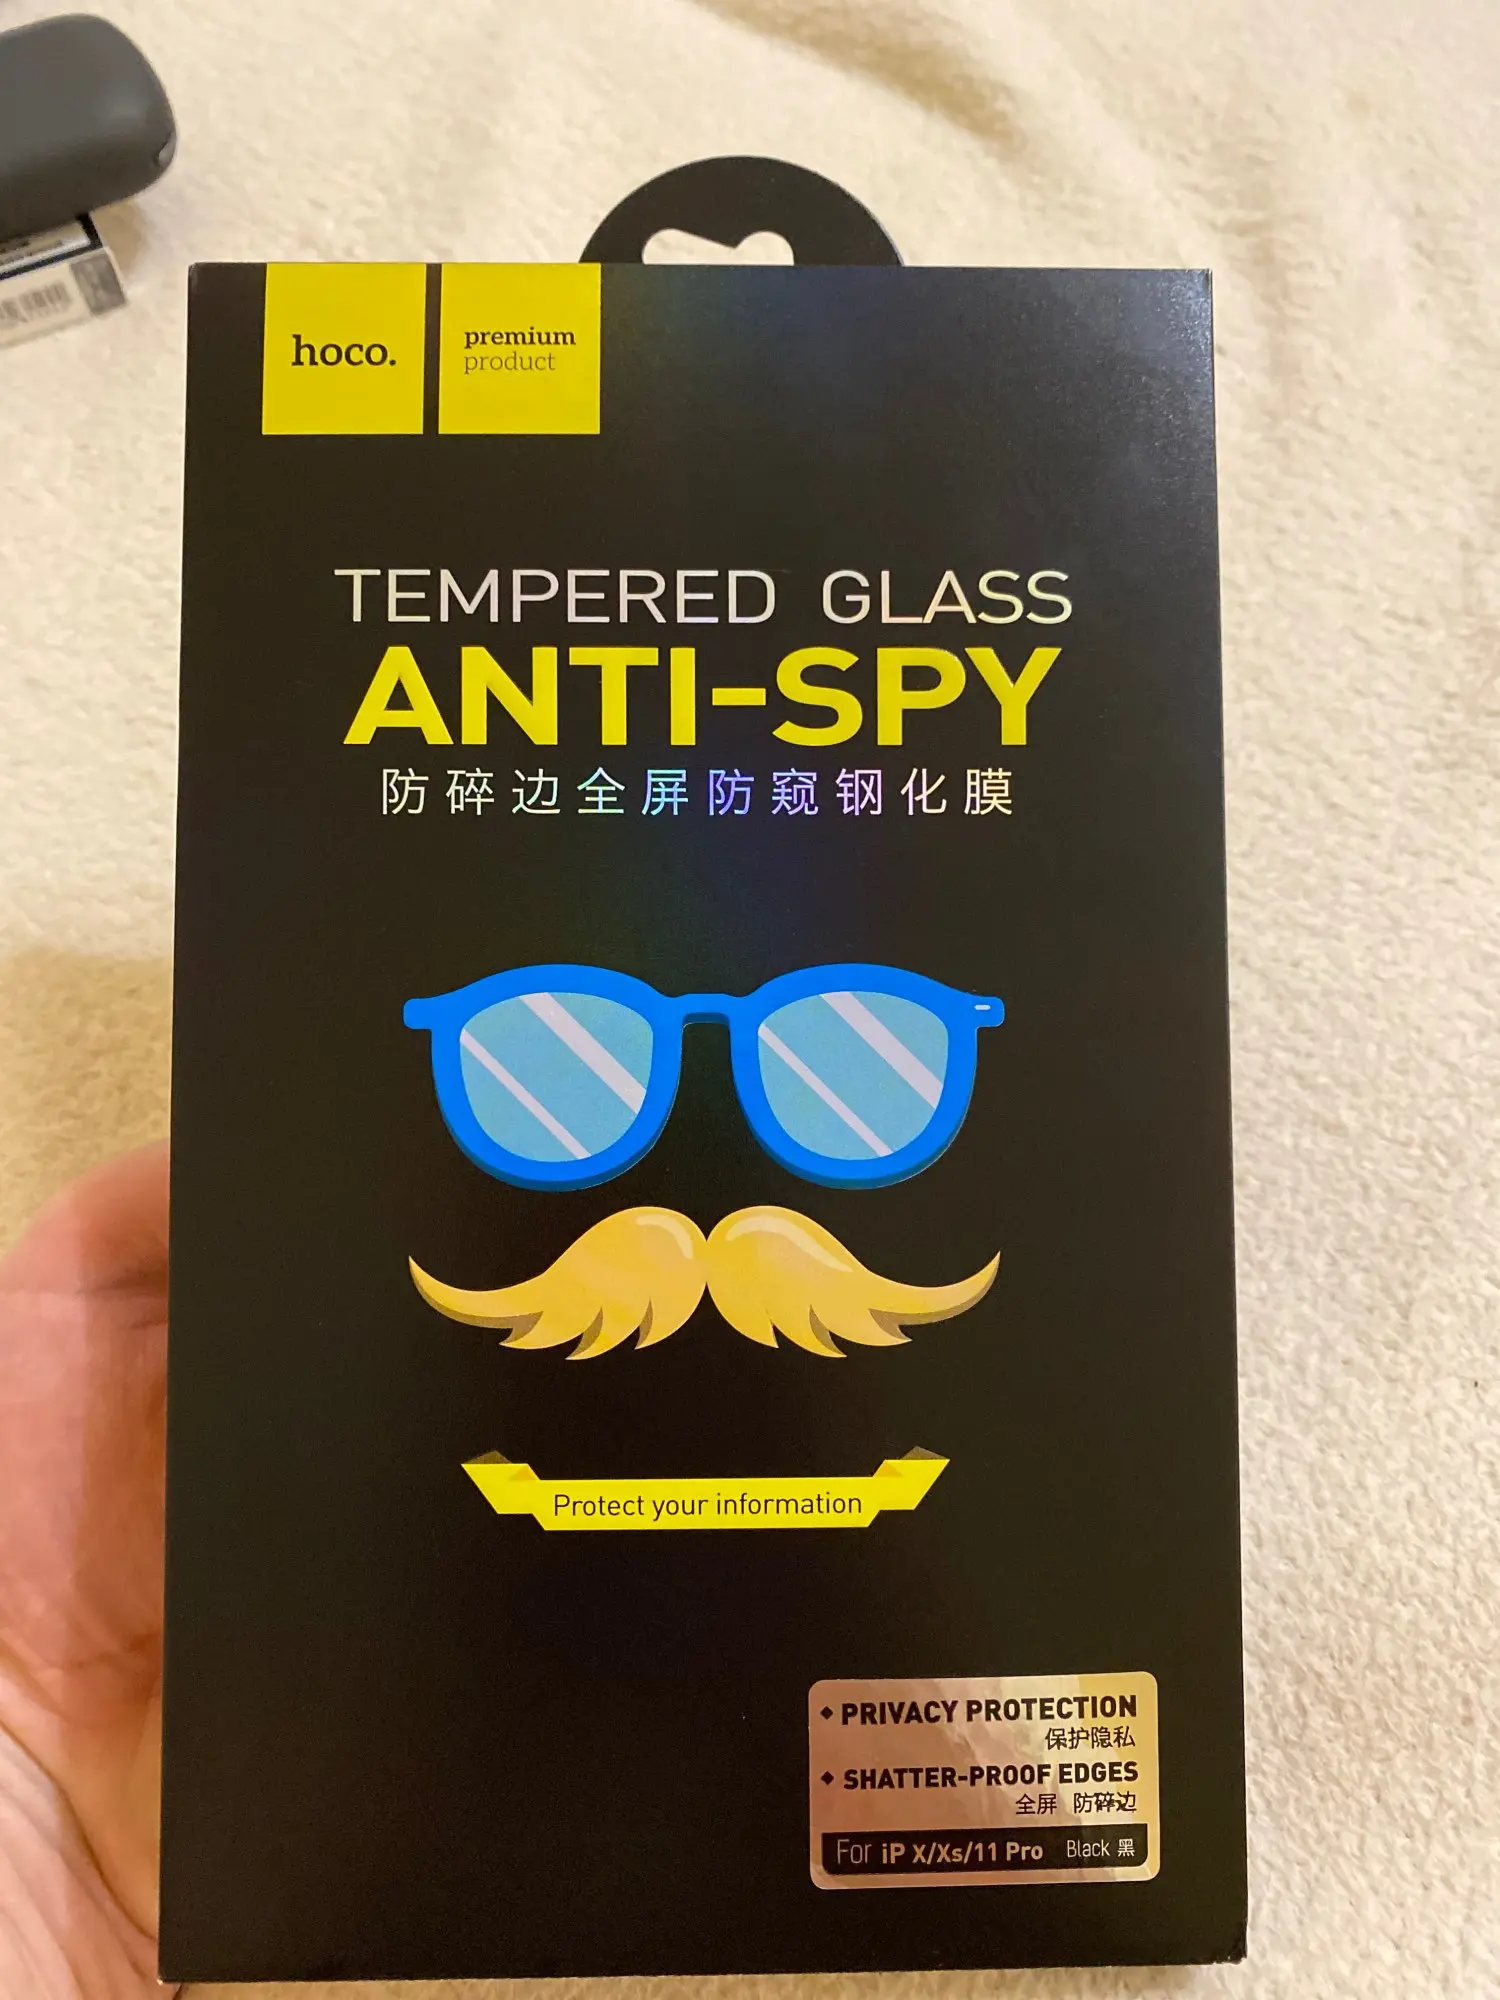 hoco.
premium
product
TEMPERED GLASS
ANTI-SPY
防碎边全屏防窥钢化膜
Protect your information
◆ PRIVACY PROTECTION
保护隐私
◆ SHATTER-PROOF EDGES
全屏 防碎边
For iP X/Xs/11 Pro Black 黑